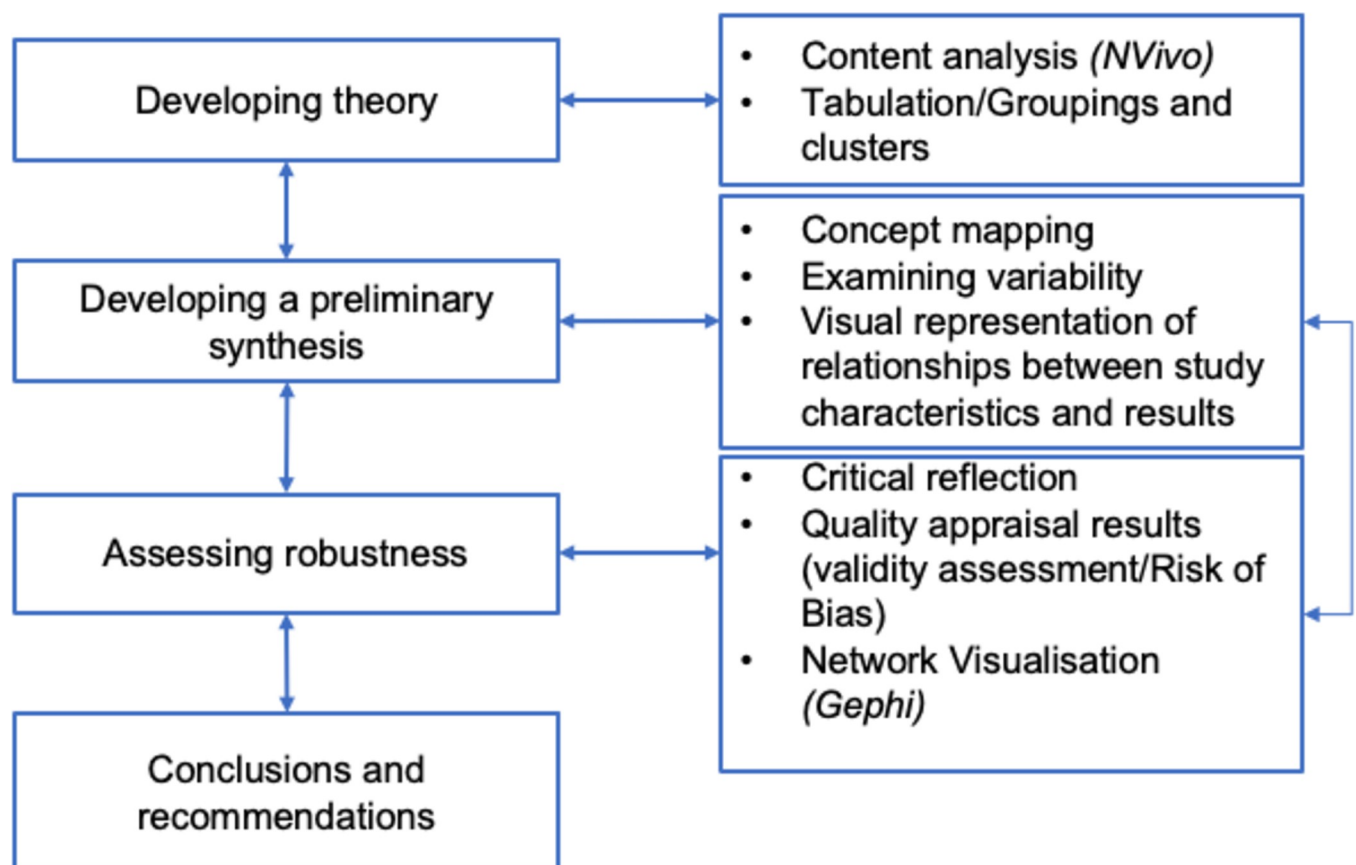 Developing theory
• Content analysis (NVivo)
• Tabulation/Groupings and
clusters
Developing a preliminary
synthesis
• Concept mapping
• Examining variability
• Visual representation of
relationships between study
characteristics and results
Assessing robustness
• Critical reflection
• Quality appraisal results
(validity assessment/Risk of
Bias)
• Network Visualisation
(Gephi)
Conclusions and
recommendations